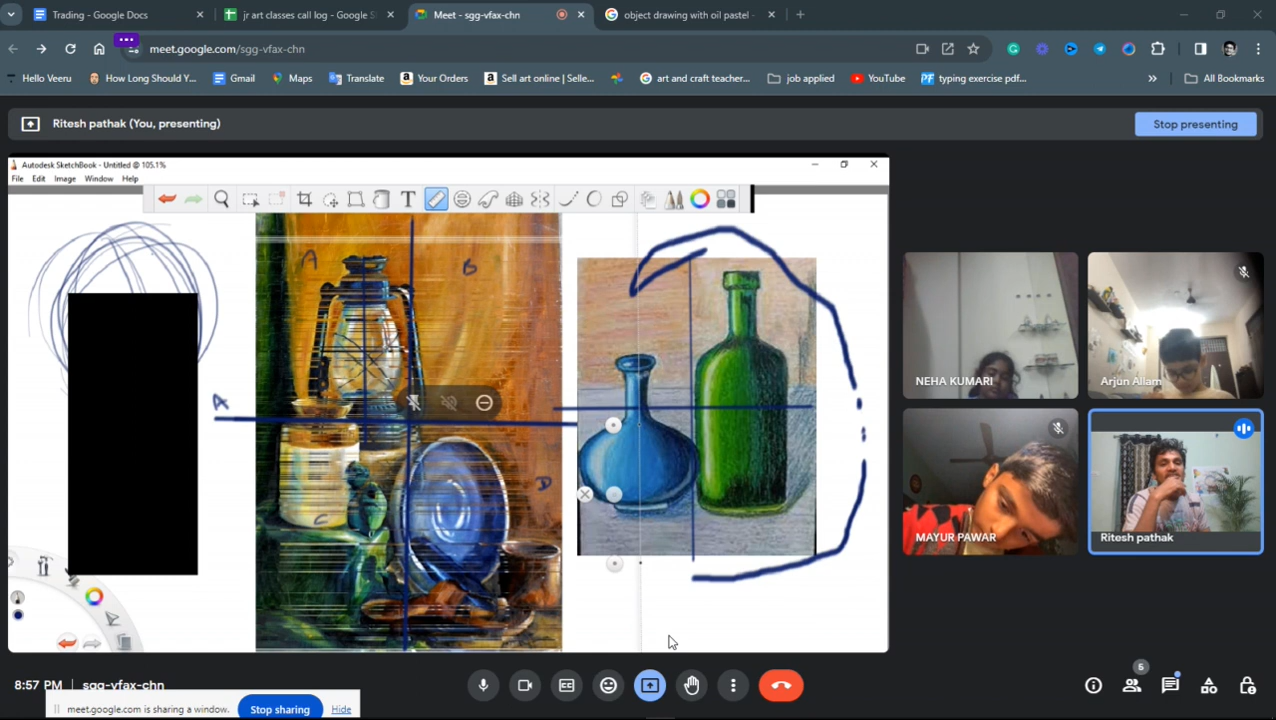 Trading - Google Docs
jr art classes call log - Google S
Meet - sgg-vfax-chn
object drawing with oil pastel -
meet.google.com/sgg-vfax-chn
Hello Veeru
How Long Should Y...
Gmail
Maps
Translate
Your Orders
Sell art online | Selle...
art and craft teacher...
job applied
YouTube
typing exercise pdf...
All Bookmarks
Ritesh pathak (You, presenting)
Stop presenting
Autodesk SketchBook - Untitled @ 105.1%
File Edit Image Window Help
T
A
B
A
C
D
NEHA KUMARI
Arjun Allam
MAYUR PAWAR
Ritesh pathak
8:57 PM | sgg-vfax-chn
5
meet.google.com is sharing a window.
Stop sharing
Hide